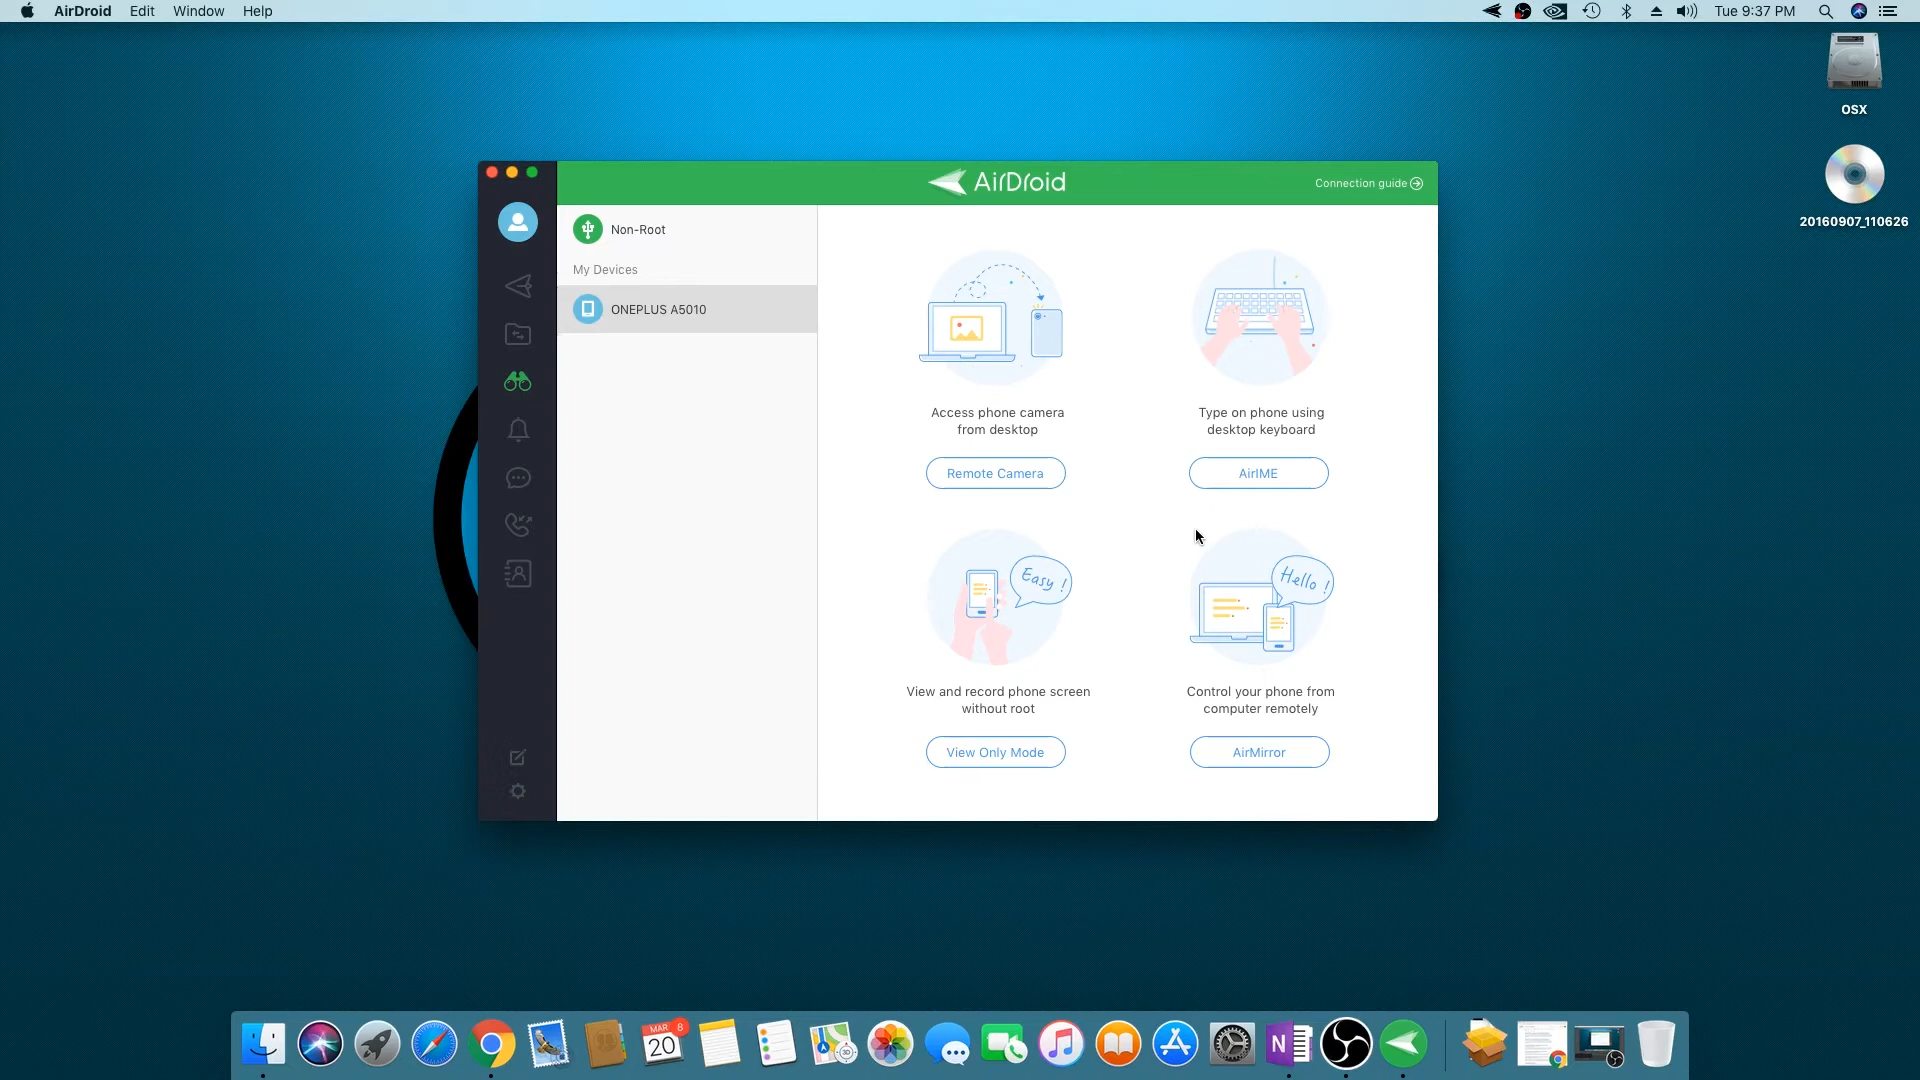 AirDroid Edit Window Help
Tue 9:37 PM
OSX
20160907_110626
AirDroid
Connection guide
Non-Root
My Devices
ONEPLUS A5010
Access phone camera
from desktop
Remote Camera
Type on phone using
desktop keyboard
AirIME
Easy !
View and record phone screen
without root
View Only Mode
Hello !
Control your phone from
computer remotely
AirMirror
MAR
20
8
3D
N